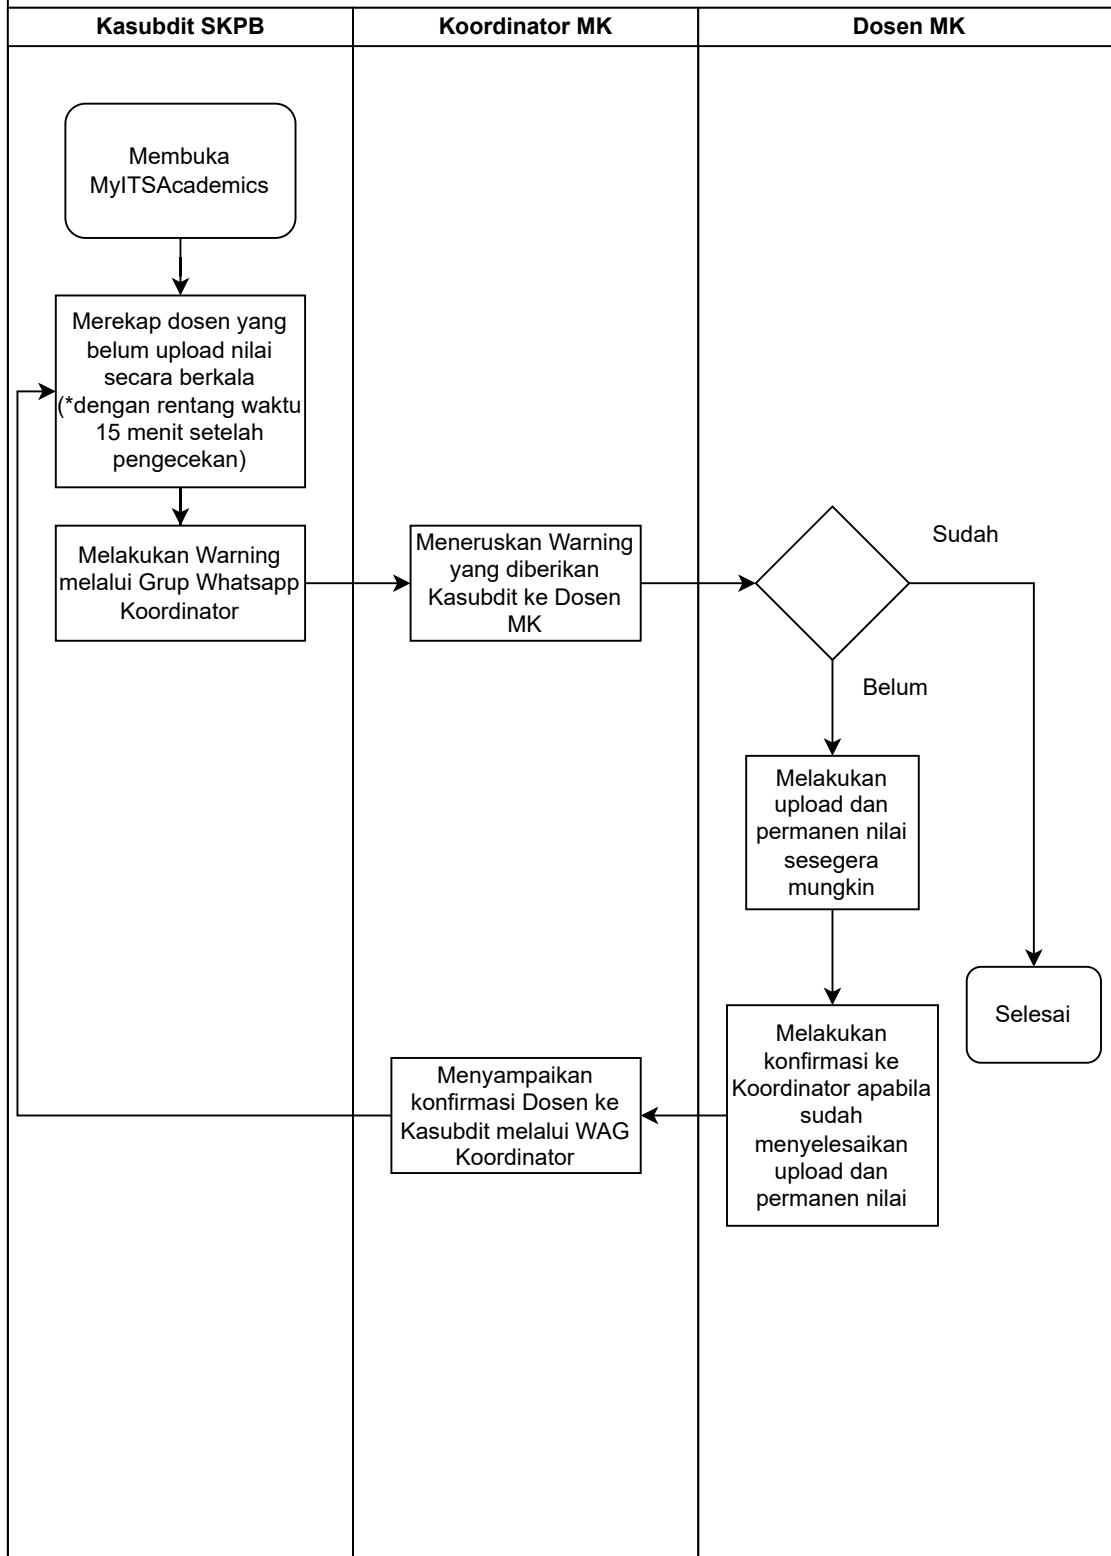 Kasubdit SKPB
Koordinator MK
Dosen MK
Membuka
MyITSAcademics
Merekap dosen yang
belum upload nilai
secara berkala
(*dengan rentang waktu
15 menit setelah
pengecekan)
Melakukan Warning
melalui Grup Whatsapp
Koordinator
Meneruskan Warning
yang diberikan
Kasubdit ke Dosen
MK
Sudah
Belum
Melakukan
upload dan
permanen nilai
sesegera
mungkin
Selesai
Melakukan
konfirmasi ke
Koordinator apabila
sudah
menyelesaikan
upload dan
permanen nilai
Menyampaikan
konfirmasi Dosen ke
Kasubdit melalui WAG
Koordinator